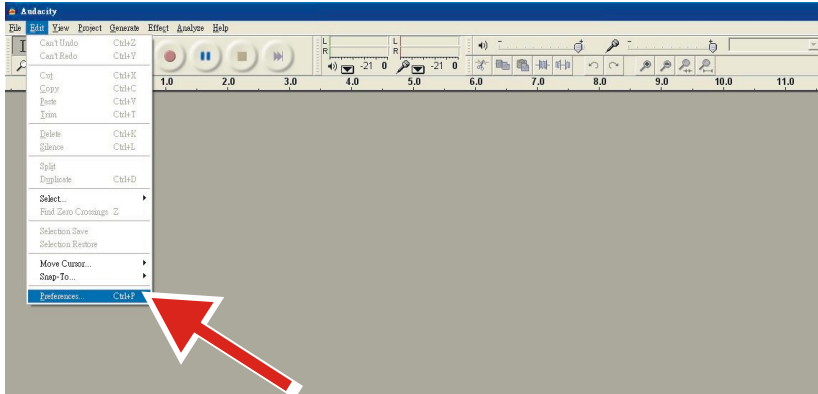 Audacity
File Edit View Project Generate Effect Analyze Help
Can't Undo Ctrl+Z
Can't Redo Ctrl+Y
Cut Ctrl+X
Copy Ctrl+C
Paste Ctrl+V
Trim Ctrl+T
Delete Ctrl+K
Silence Ctrl+L
Split
Duplicate Ctrl+D
Select...
Find Zero Crossings Z
Selection Save
Selection Restore
Move Cursor...
Snap-To...
Preferences... Ctrl+P
L L
R R
-21 0 -21 0
1.0 2.0 3.0 4.0 5.0 6.0 7.0 8.0 9.0 10.0 11.0